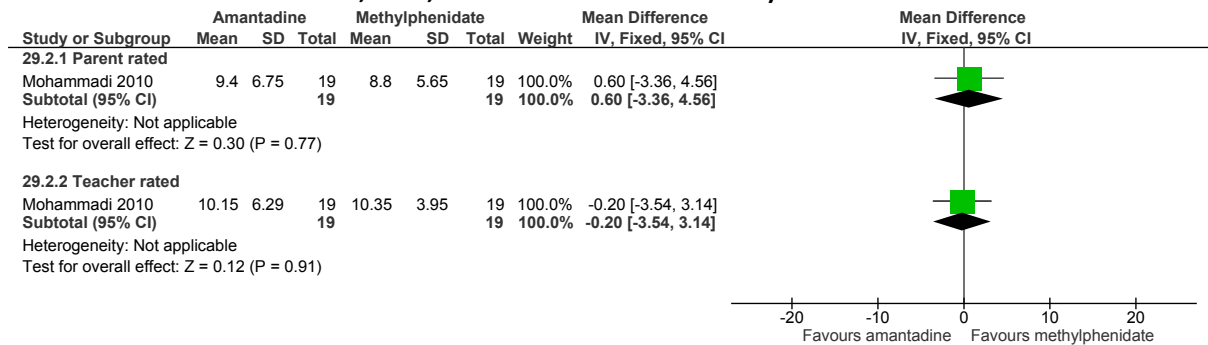 Amantadine Methylphenidate Mean Difference Mean Difference
Study or Subgroup Mean SD Total Mean SD Total Weight IV, Fixed, 95% CI IV, Fixed, 95% CI
29.2.1 Parent rated
Mohammadi 2010 9.4 6.75 19 8.8 5.65 19 100.0% 0.60 [-3.36, 4.56]
Subtotal (95% CI) 19 19 100.0% 0.60 [-3.36, 4.56]
Heterogeneity: Not applicable
Test for overall effect: Z = 0.30 (P = 0.77)
29.2.2 Teacher rated
Mohammadi 2010 10.15 6.29 19 10.35 3.95 19 100.0% -0.20 [-3.54, 3.14]
Subtotal (95% CI) 19 19 100.0% -0.20 [-3.54, 3.14]
Heterogeneity: Not applicable
Test for overall effect: Z = 0.12 (P = 0.91)
-20 -10 0 10 20
Favours amantadine Favours methylphenidate